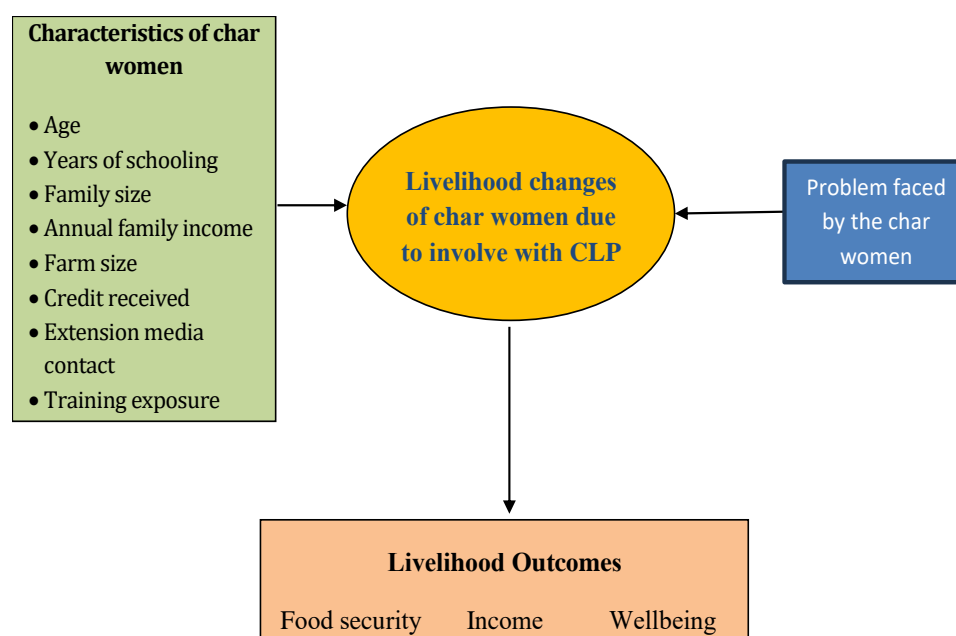 Characteristics of char
women
• Age
• Years of schooling
• Family size
• Annual family income
• Farm size
• Credit received
• Extension media
contact
• Training exposure
Livelihood changes
of char women due
to involve with CLP
Problem faced
by the char
women
Livelihood Outcomes
Food security Income Wellbeing